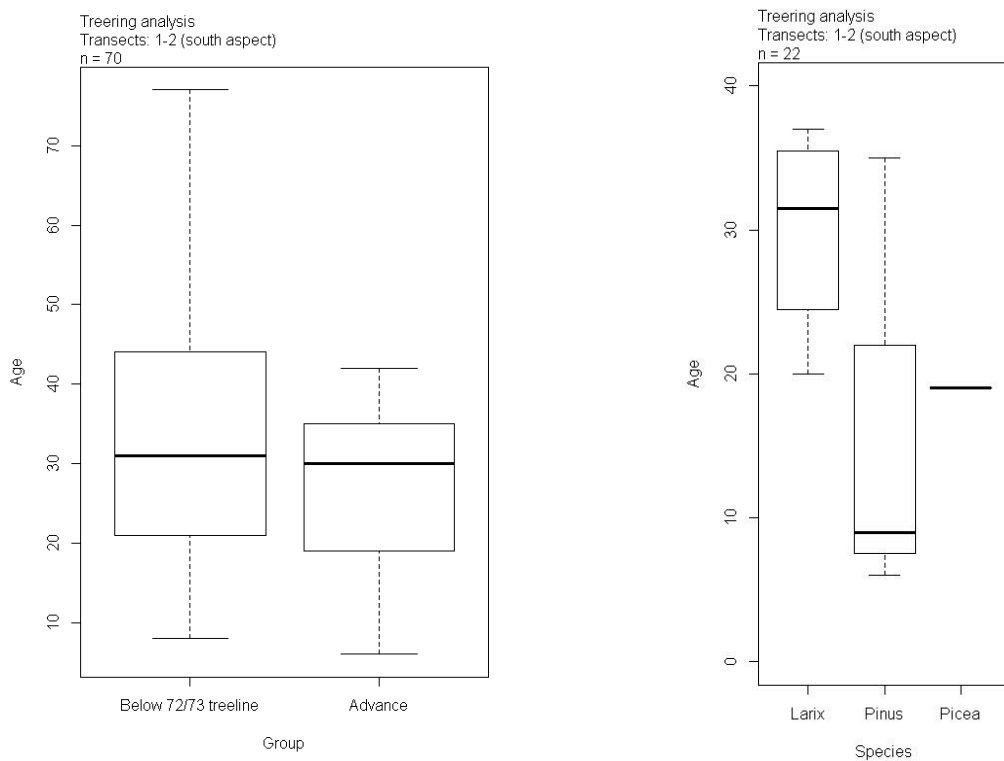 Treering analysis
Transects: 1-2 (south aspect)
n = 70
70
60
50
40
30
20
10
Age
Below 72/73 treeline
Advance
Group
Treering analysis
Transects: 1-2 (south aspect)
n = 22
40
30
20
10
0
Age
Larix
Pinus
Picea
Species